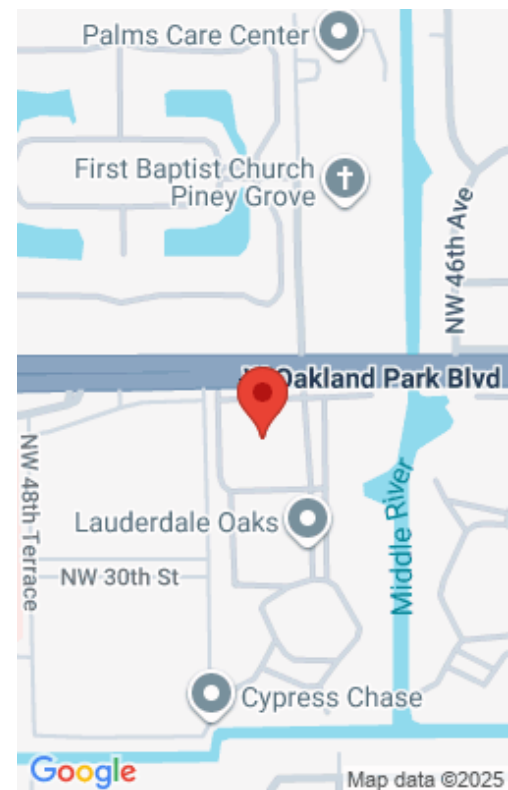 Palms Care Center
First Baptist Church
Piney Grove
NW 46th Ave
Oakland Park Blvd
NW 48th Terrace
Lauderdale Oaks
Middle River
NW 30th St
Cypress Chase
Google
Map data ©2025